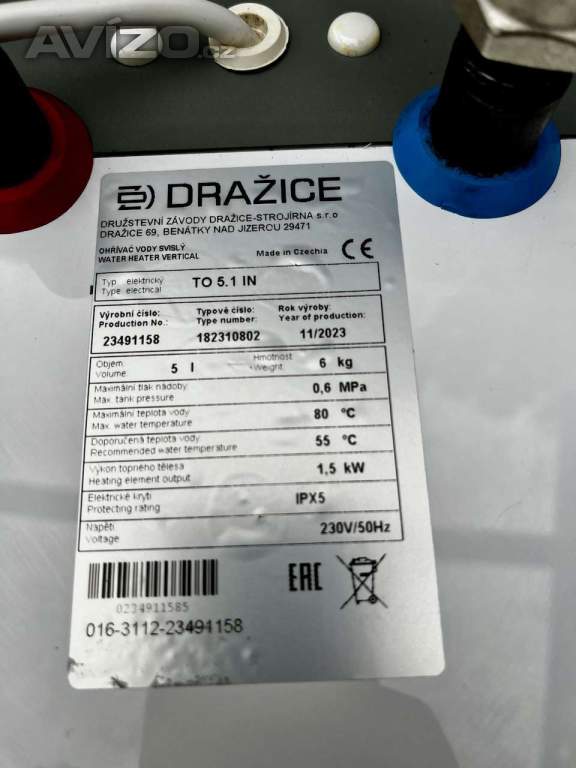 AVÍZO.cz
DRAŽICE
DRUŽSTEVNÍ ZÁVODY DRAŽICE-STROJÍRNA s.r.o
DRAŽICE 69, BENÁTKY NAD JIZEROU 29471
OHŘÍVAČ VODY SVISLÝ
WATER HEATER VERTICAL
Made in Czechia CE
Typ elektrický
Type electrical
TO 5.1 IN
Výrobní číslo: Typové číslo: Rok výroby:
Production No.: Type number: Year of production:
23491158 182310802 11/2023
Objem. 5 l Hmotnost 6 kg
Volume: Weight:
Maximální tlak nádoby 0,6 MPa
Max. tank pressure
Maximální teplota vody 80 °C
Max. water temperature
Doporučená teplota vody 55 °C
Recommended water temperature
Výkon topného tělesa 1,5 kW
Heating element output
Elektrické krytí IPX5
Protecting rating
Napětí 230V/50Hz
Voltage
0234911585
EAC
016-3112-23491158